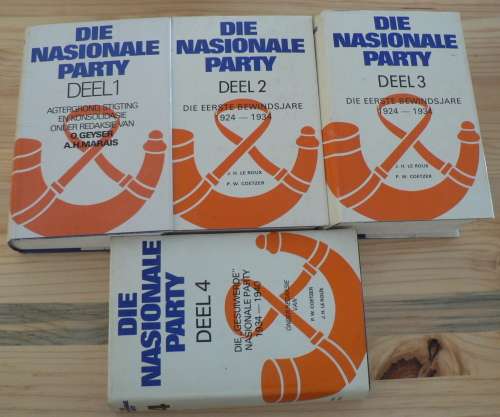 DIE
NASIONALE
PARTY
DEEL 1
AGTERGROND, STIGTING
EN KONSOLIDASIE
ONDER REDAKSIE VAN
O. GEYSER
A.H. MARAIS
DIE
NASIONALE
PARTY
DEEL 2
DIE EERSTE BEWINDSJARE
1924 — 1934
J. H. LE ROUX
P. W. COETZER
DIE
NASIONALE
PARTY
DEEL 3
DIE EERSTE BEWINDSJARE
1924 — 1934
J. H. LE ROUX
P. W. COETZER
DIE
NASIONALE
PARTY
DEEL 4
DIE „GESUIWERDE"
NASIONALE PARTY
1934 — 1940
ONDER REDAKSIE
VAN
P. W. COETZER
J. H. LE ROUX
4